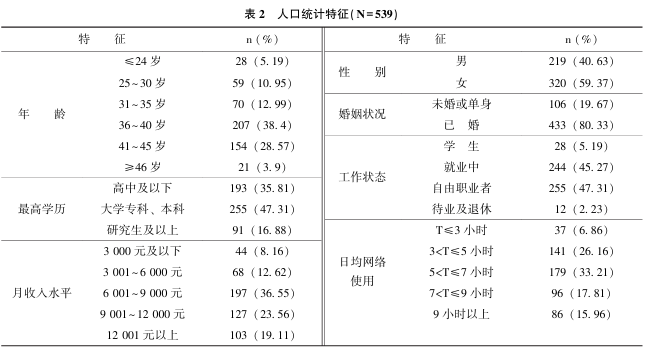 表 2 人口统计特征(N=539)
特 征 n (%)
年 龄
≤24 岁 28 (5.19)
25~30 岁 59 (10.95)
31~35 岁 70 (12.99)
36~40 岁 207 (38.4)
41~45 岁 154 (28.57)
≥46 岁 21 (3.9)
最高学历
高中及以下 193 (35.81)
大学专科、本科 255 (47.31)
研究生及以上 91 (16.88)
月收入水平
3 000 元及以下 44 (8.16)
3 001~6 000 元 68 (12.62)
6 001~9 000 元 197 (36.55)
9 001~12 000 元 127 (23.56)
12 001 元以上 103 (19.11)
特 征 n (%)
性 别
男 219 (40.63)
女 320 (59.37)
婚姻状况
未婚或单身 106 (19.67)
已 婚 433 (80.33)
工作状态
学 生 28 (5.19)
就业中 244 (45.27)
自由职业者 255 (47.31)
待业及退休 12 (2.23)
日均网络
使用
T≤3 小时 37 (6.86)
3<T≤5 小时 141 (26.16)
5<T≤7 小时 179 (33.21)
7<T≤9 小时 96 (17.81)
9 小时以上 86 (15.96)